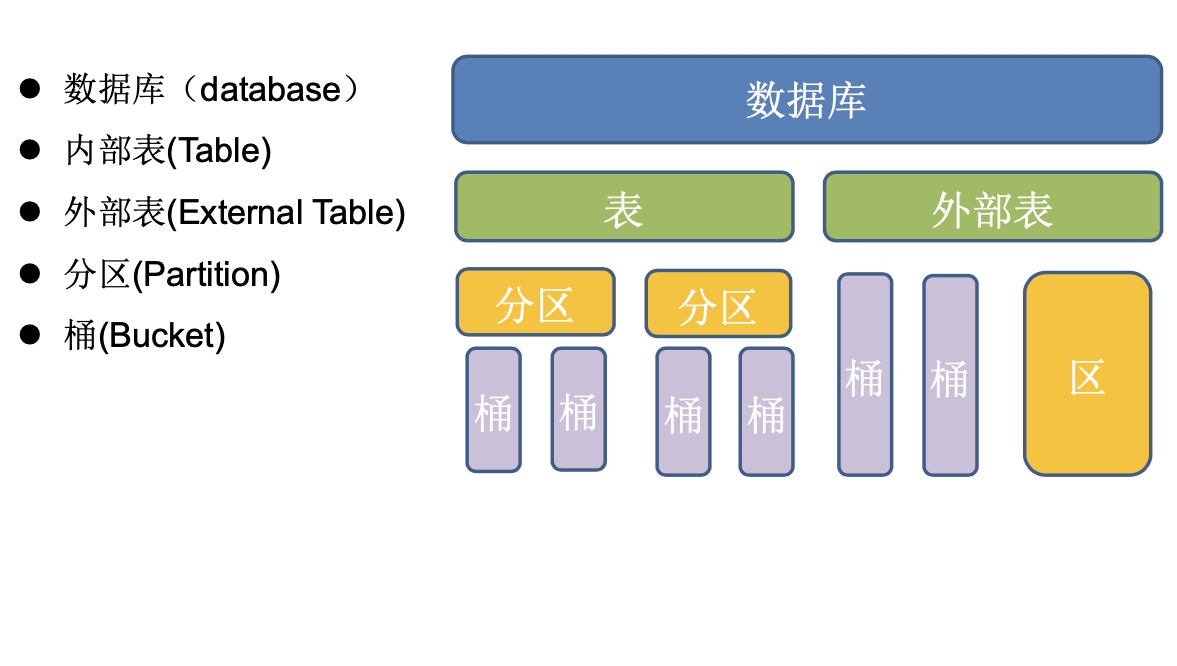 数据库（database）
内部表(Table)
外部表(External Table)
分区(Partition)
桶(Bucket)
数据库
表
外部表
分区
分区
桶
桶
桶
桶
桶
桶
区